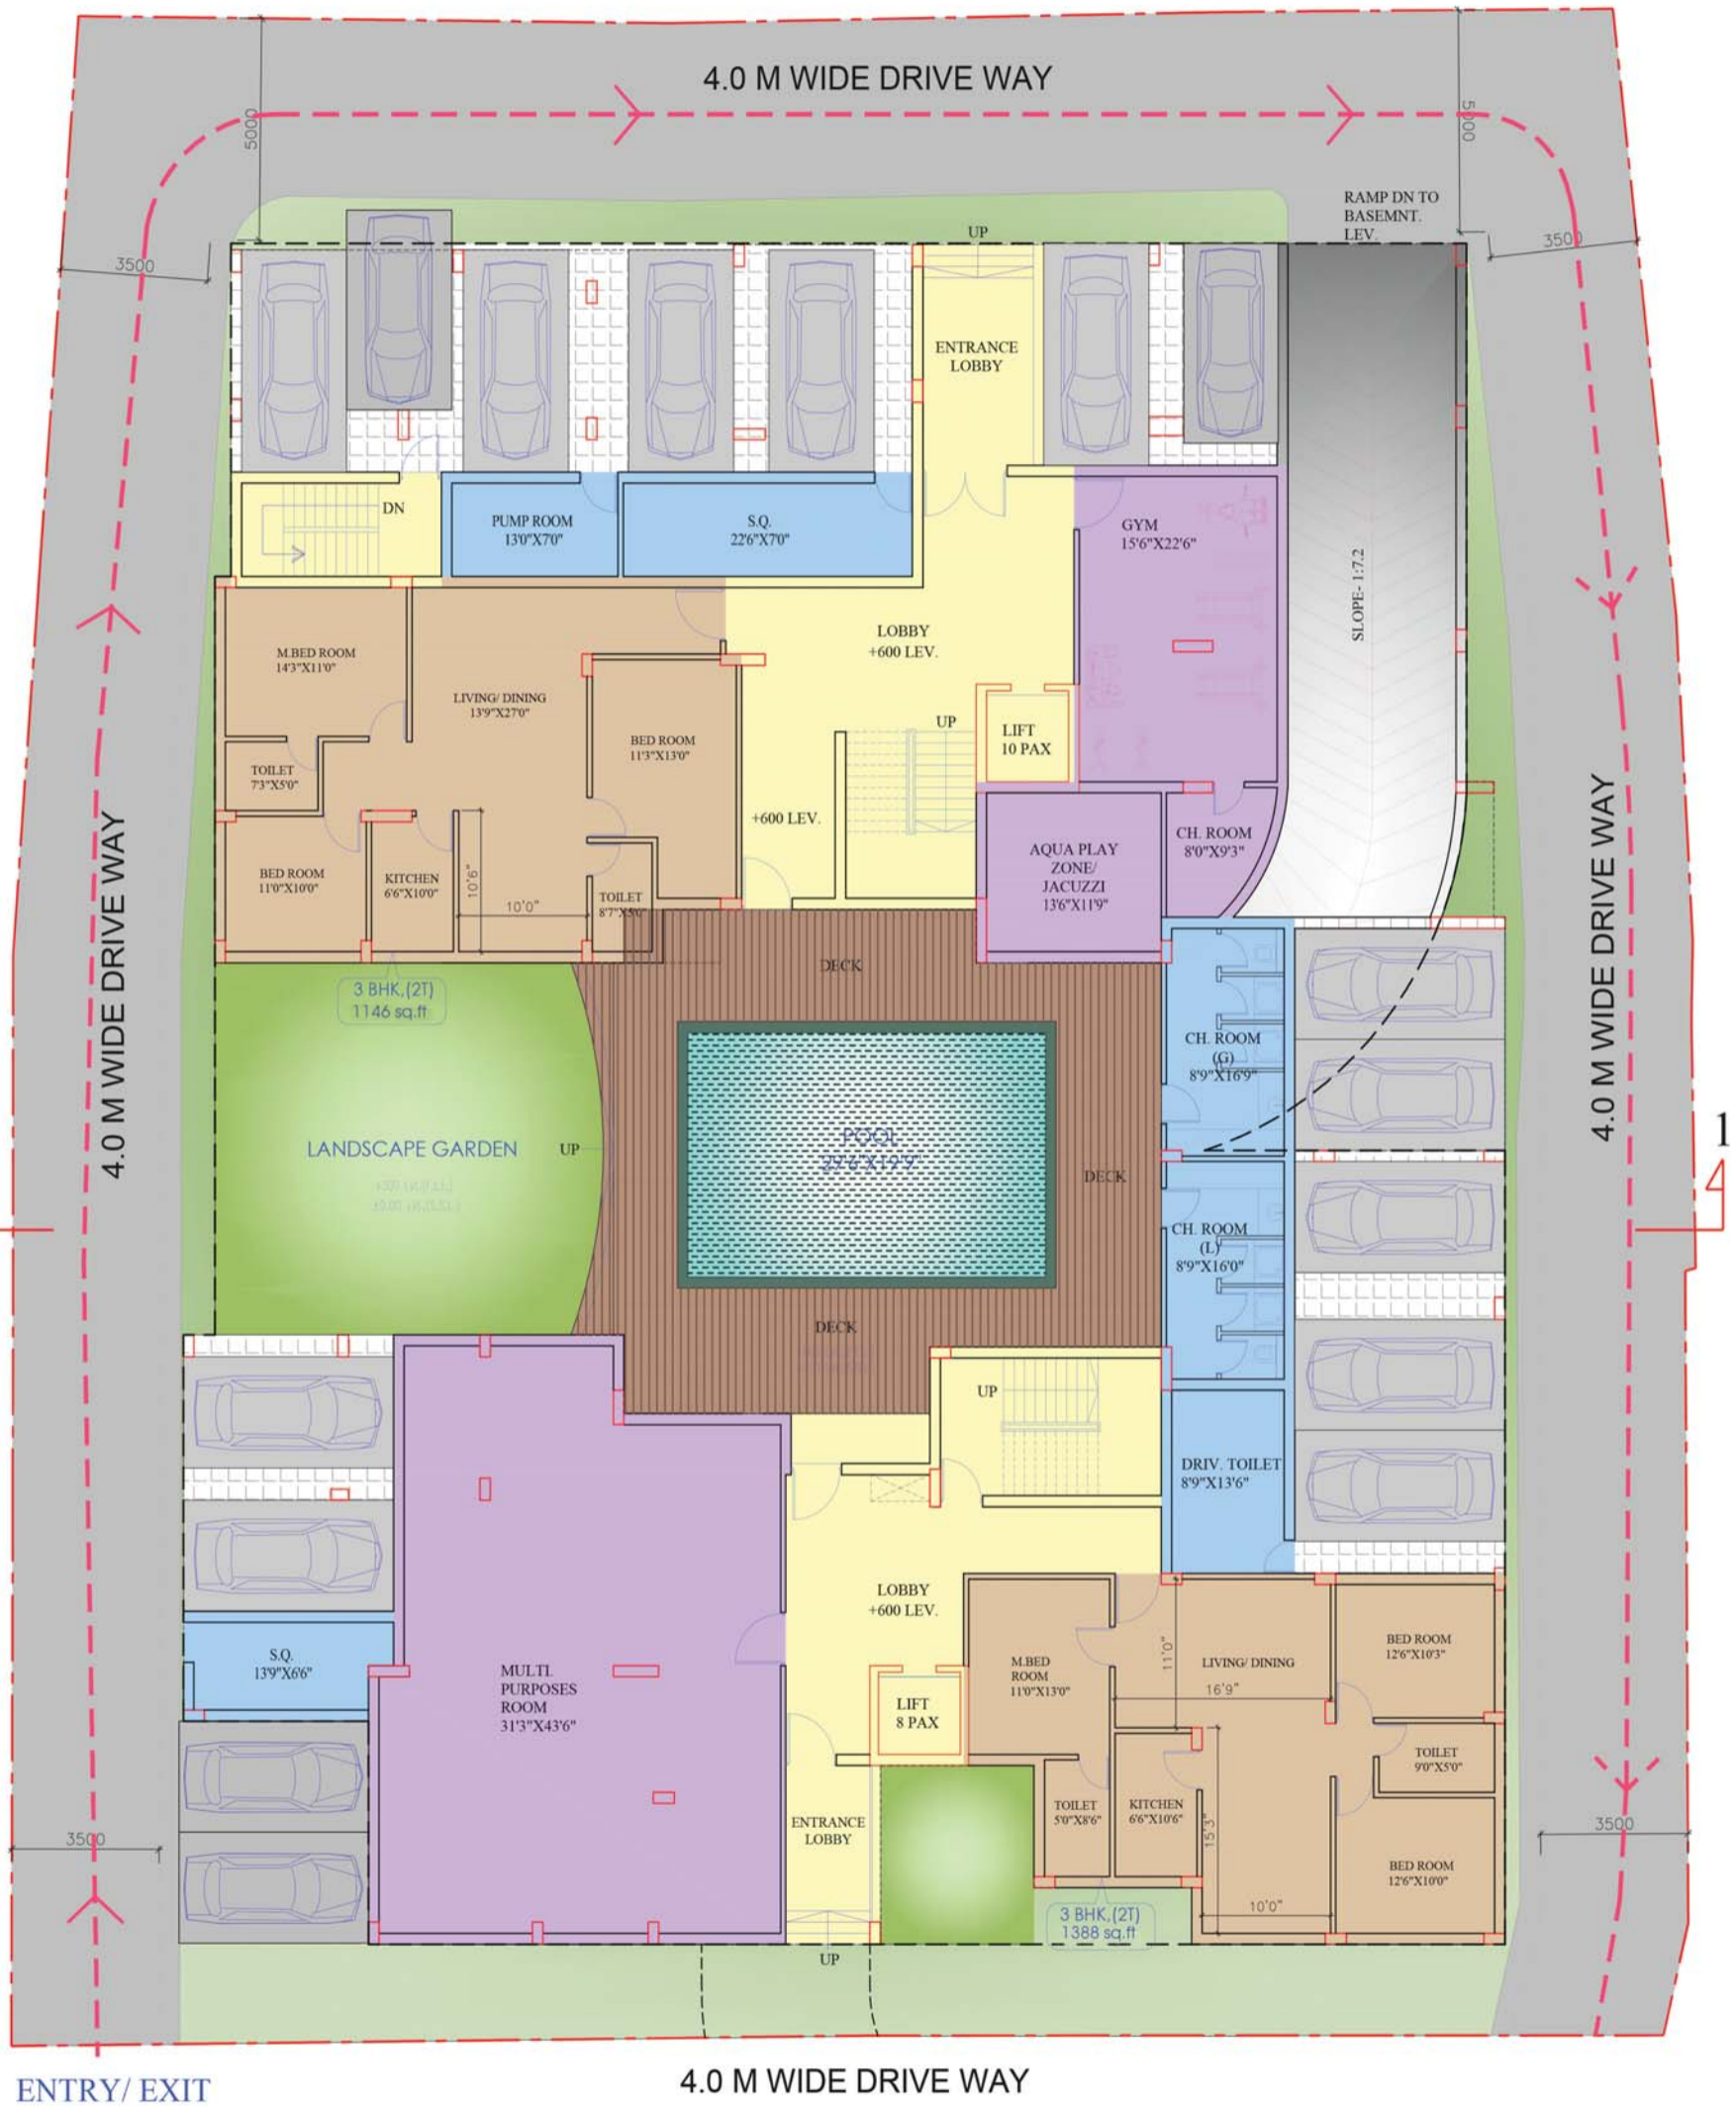 4.0 M WIDE DRIVE WAY
5000
5000
RAMP DN TO
BASEMNT.
LEV.
UP
3500
3500
ENTRANCE
LOBBY
DN
PUMP ROOM
13'0"X7'0"
S.Q.
22'6"X7'0"
GYM
15'6"X22'6"
SLOPE- 1:7.2
M.BED ROOM
14'3"X11'0"
LOBBY
+600 LEV.
LIVING/ DINING
13'9"X27'0"
BED ROOM
11'3"X13'0"
UP
LIFT
10 PAX
TOILET
7'3"X5'0"
+600 LEV.
CH. ROOM
8'0"X9'3"
AQUA PLAY
ZONE/
JACUZZI
13'6"X11'9"
BED ROOM
11'0"X10'0"
KITCHEN
6'6"X10'0"
10'6"
10'0"
TOILET
8'7"X5'0"
4.0 M WIDE DRIVE WAY
4.0 M WIDE DRIVE WAY
DECK
3 BHK,(2T)
1146 sq.ft
CH. ROOM
(G)
8'9"X16'9"
LANDSCAPE GARDEN
UP
POOL
29'6"X19'9"
DECK
1
4
CH. ROOM
(L)
8'9"X16'0"
DECK
UP
DRIV. TOILET
8'9"X13'6"
LOBBY
+600 LEV.
S.Q.
13'9"X6'6"
MULTI.
PURPOSES
ROOM
31'3"X43'6"
M.BED
ROOM
11'0"X13'0"
11'0"
LIVING/ DINING
16'9"
BED ROOM
12'6"X10'3"
LIFT
8 PAX
TOILET
9'0"X5'0"
ENTRANCE
LOBBY
TOILET
5'0"X8'6"
KITCHEN
6'6"X10'6"
15'3"
3500
3500
BED ROOM
12'6"X10'0"
10'0"
3 BHK,(2T)
1388 sq.ft
UP
ENTRY/ EXIT
4.0 M WIDE DRIVE WAY